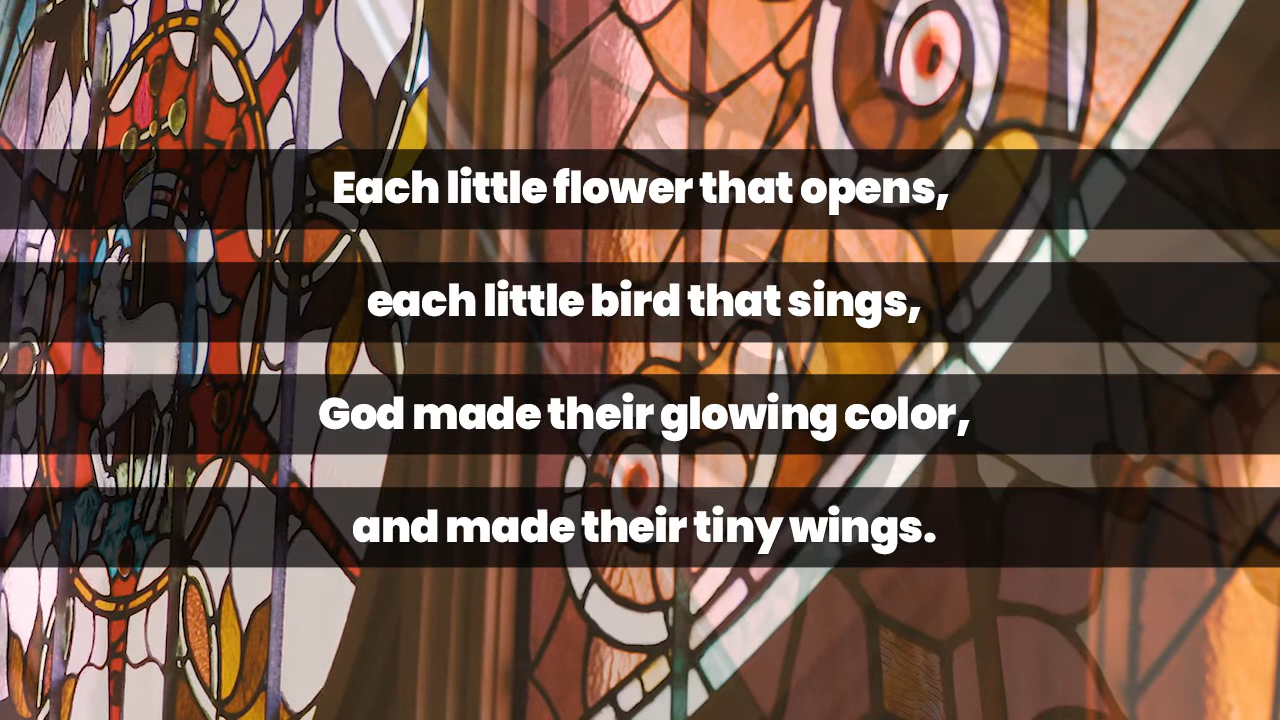 Each little flower that opens,
each little bird that sings,
God made their glowing color,
and made their tiny wings.